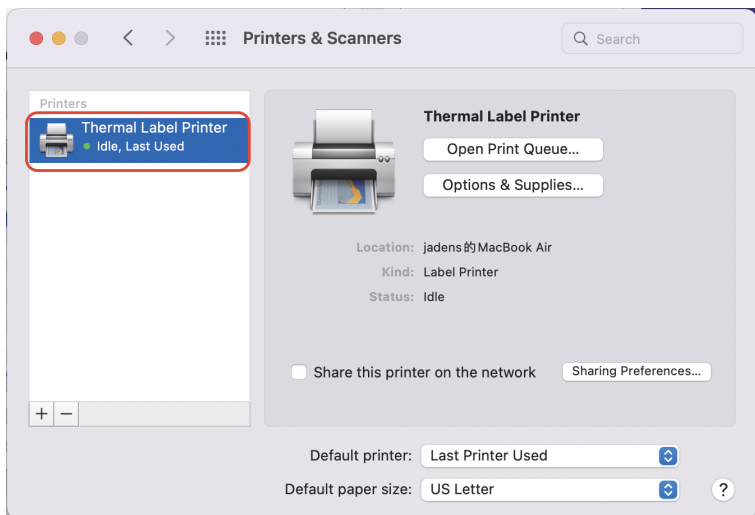 Printers & Scanners
Search
Printers
Thermal Label Printer
Idle, Last Used
Thermal Label Printer
Open Print Queue...
Options & Supplies...
Location: jadens的MacBook Air
Kind: Label Printer
Status: Idle
Share this printer on the network
Sharing Preferences...
+ −
Default printer: Last Printer Used
Default paper size: US Letter
?